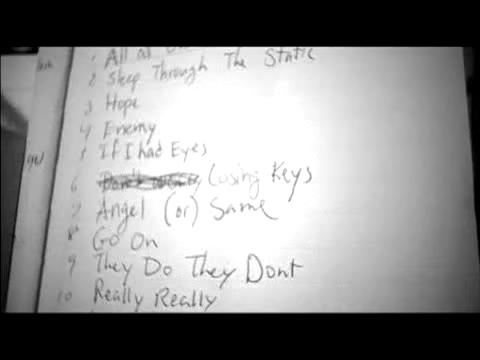 1 All at
2 Sleep Through The Static
3 Hope
4 Enemy
5 If I had Eyes
6 Losing Keys
7 Angel (or) Same
8 Go On
9 They Do They Dont
10 Really Really